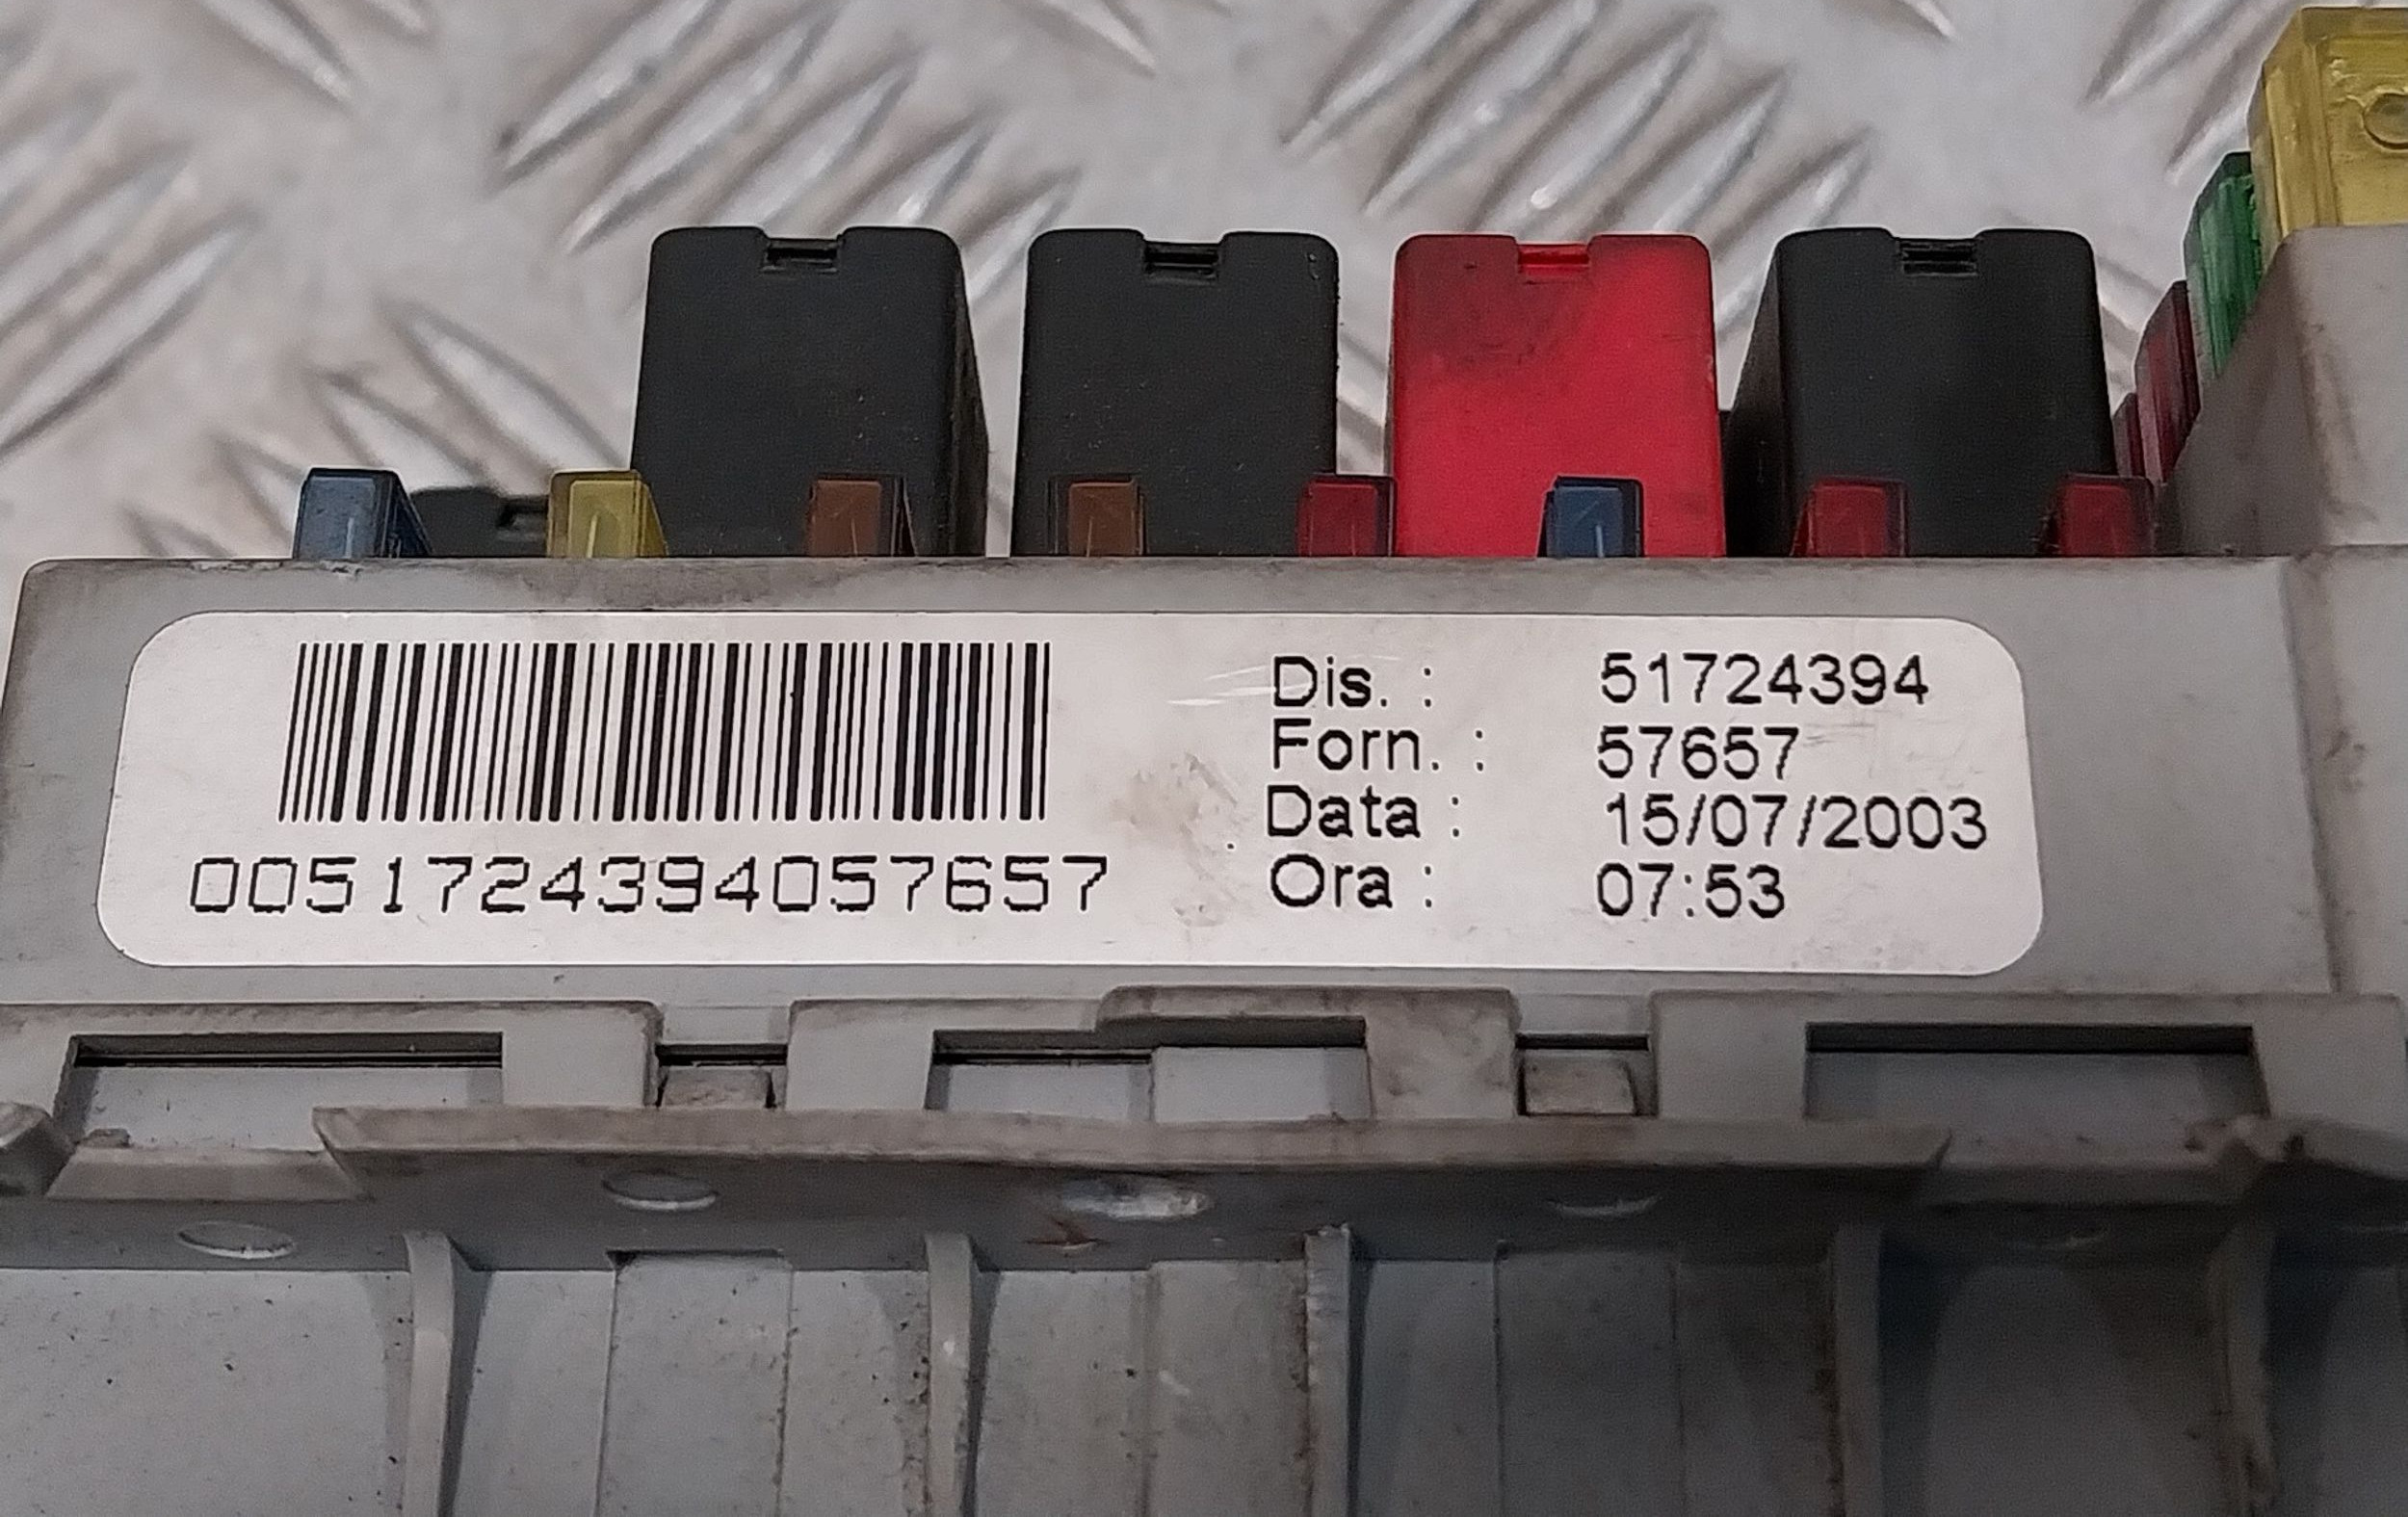 0051724394057657
Dis. : 51724394
Forn. : 57657
Data : 15/07/2003
Ora : 07:53